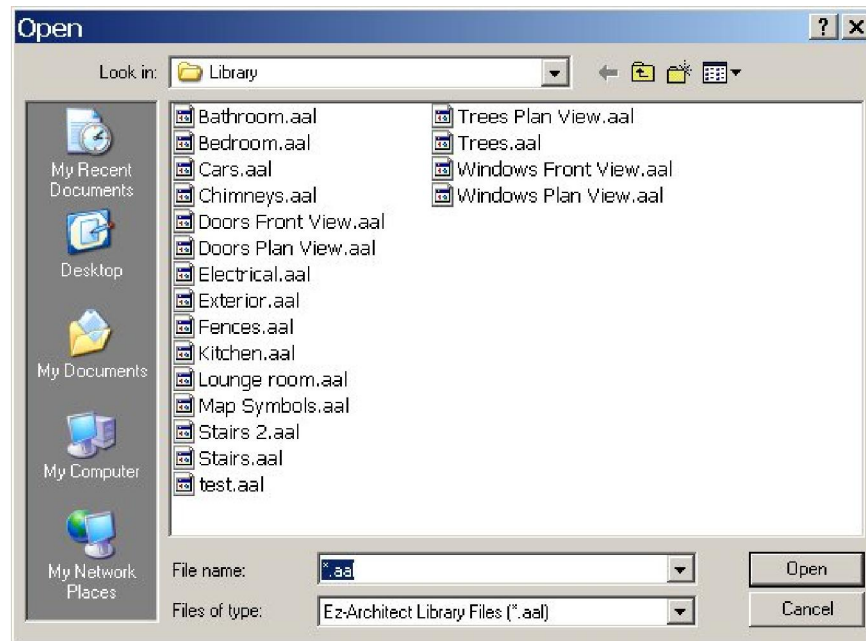 Open
Look in: Library
My Recent
Documents
Desktop
My Documents
My Computer
My Network
Places
Bathroom.aal
Bedroom.aal
Cars.aal
Chimneys.aal
Doors Front View.aal
Doors Plan View.aal
Electrical.aal
Exterior.aal
Fences.aal
Kitchen.aal
Lounge room.aal
Map Symbols.aal
Stairs 2.aal
Stairs.aal
test.aal
Trees Plan View.aal
Trees.aal
Windows Front View.aal
Windows Plan View.aal
File name: *.aal
Open
Files of type: Ez-Architect Library Files (*.aal)
Cancel